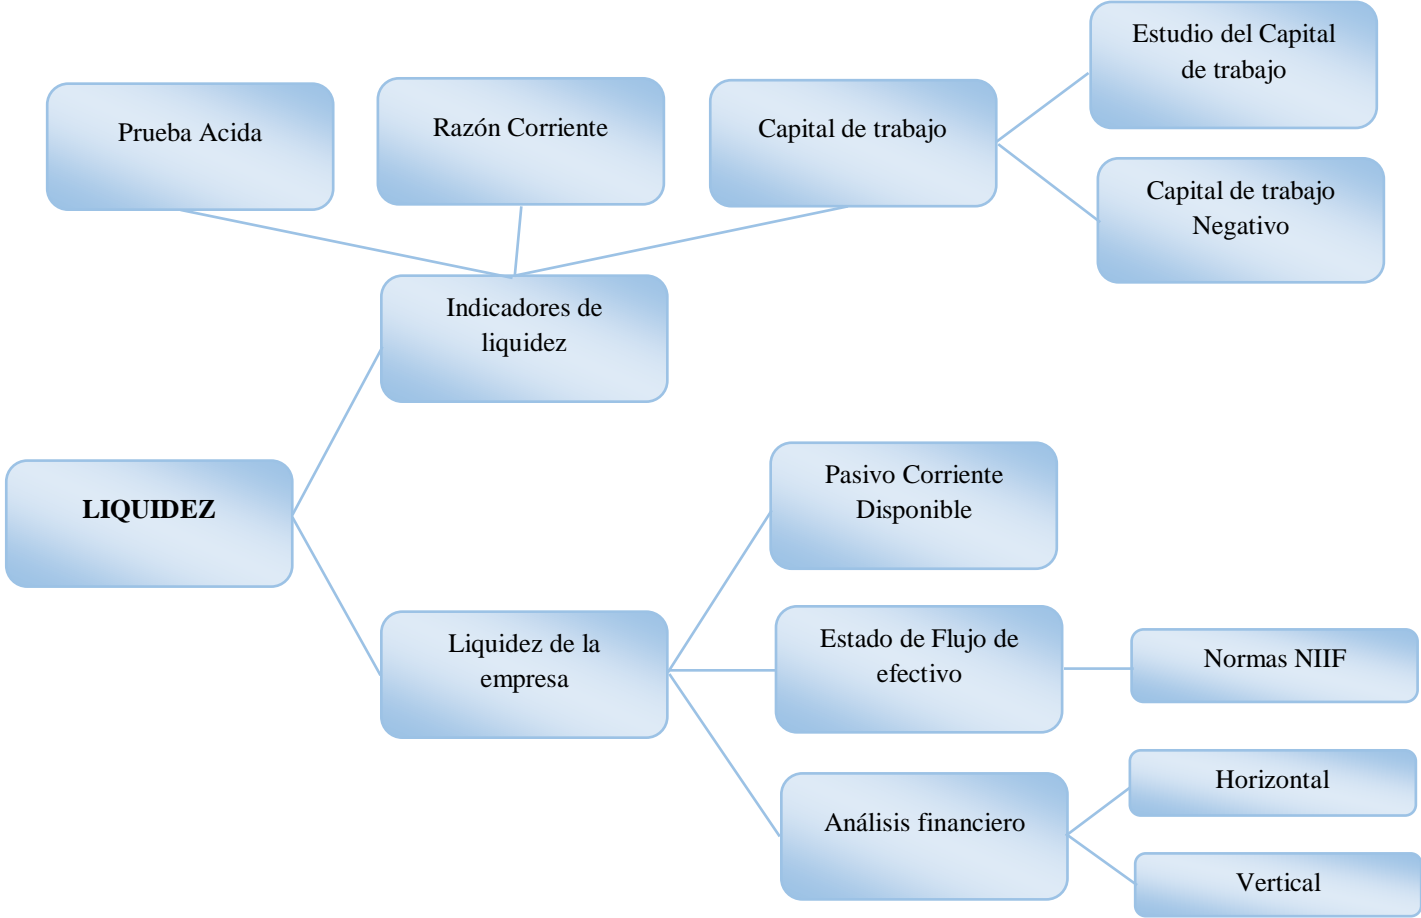 Estudio del Capital
de trabajo
Prueba Acida
Razón Corriente
Capital de trabajo
Capital de trabajo
Negativo
Indicadores de
liquidez
LIQUIDEZ
Pasivo Corriente
Disponible
Liquidez de la
empresa
Estado de Flujo de
efectivo
Normas NIIF
Análisis financiero
Horizontal
Vertical